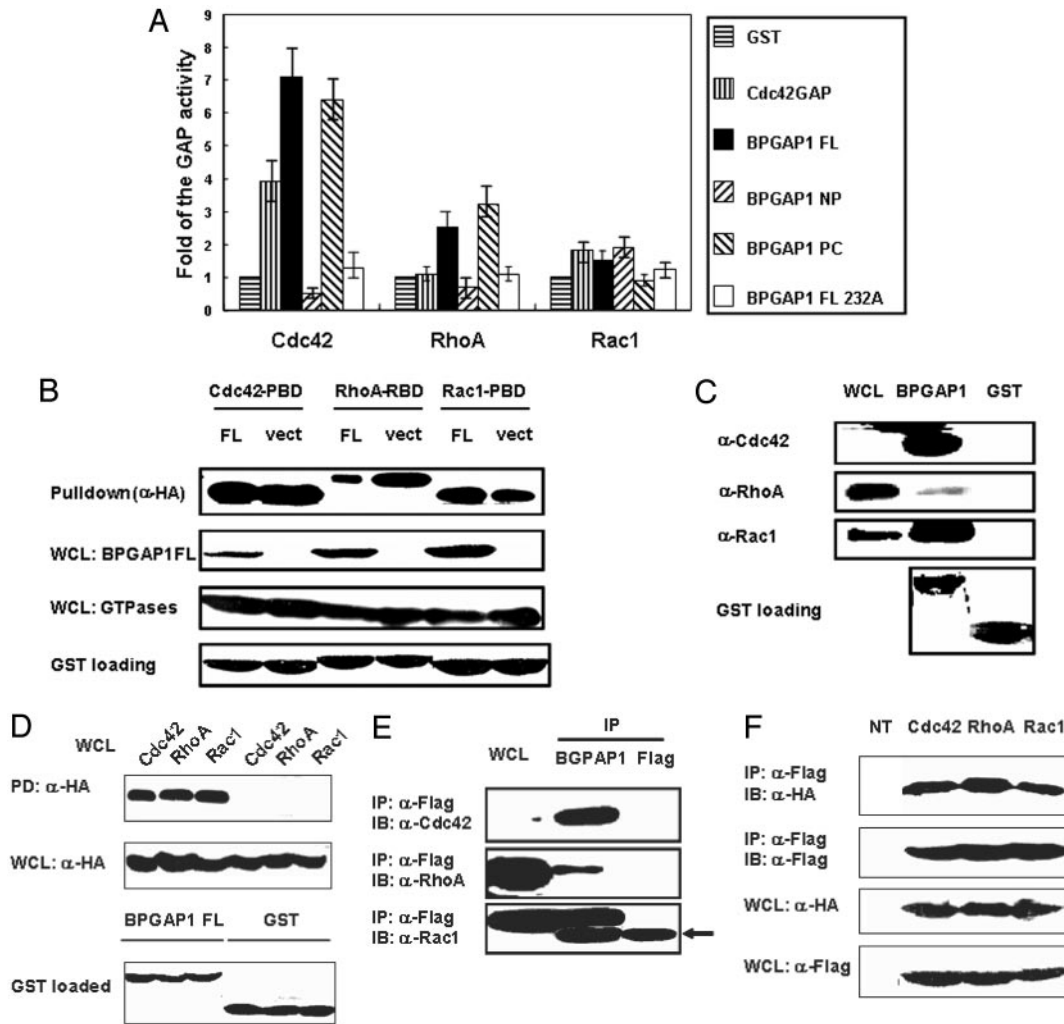 A
Fold of the GAP activity
9
8
7
6
5
4
3
2
1
0
Cdc42 RhoA Rac1
GST
Cdc42GAP
BPGAP1 FL
BPGAP1 NP
BPGAP1 PC
BPGAP1 FL 232A
B
Cdc42-PBD RhoA-RBD Rac1-PBD
FL vect FL vect FL vect
Pulldown(α-HA)
WCL: BPGAP1FL
WCL: GTPases
GST loading
C
WCL BPGAP1 GST
α-Cdc42
α-RhoA
α-Rac1
GST loading
D
WCL Cdc42 RhoA Rac1 Cdc42 RhoA Rac1
PD: α-HA
WCL: α-HA
BPGAP1 FL GST
GST loaded
E
IP
WCL BGPAP1 Flag
IP: α-Flag
IB: α-Cdc42
IP: α-Flag
IB: α-RhoA
IP: α-Flag
IB: α-Rac1
F
NT Cdc42 RhoA Rac1
IP: α-Flag
IB: α-HA
IP: α-Flag
IB: α-Flag
WCL: α-HA
WCL: α-Flag